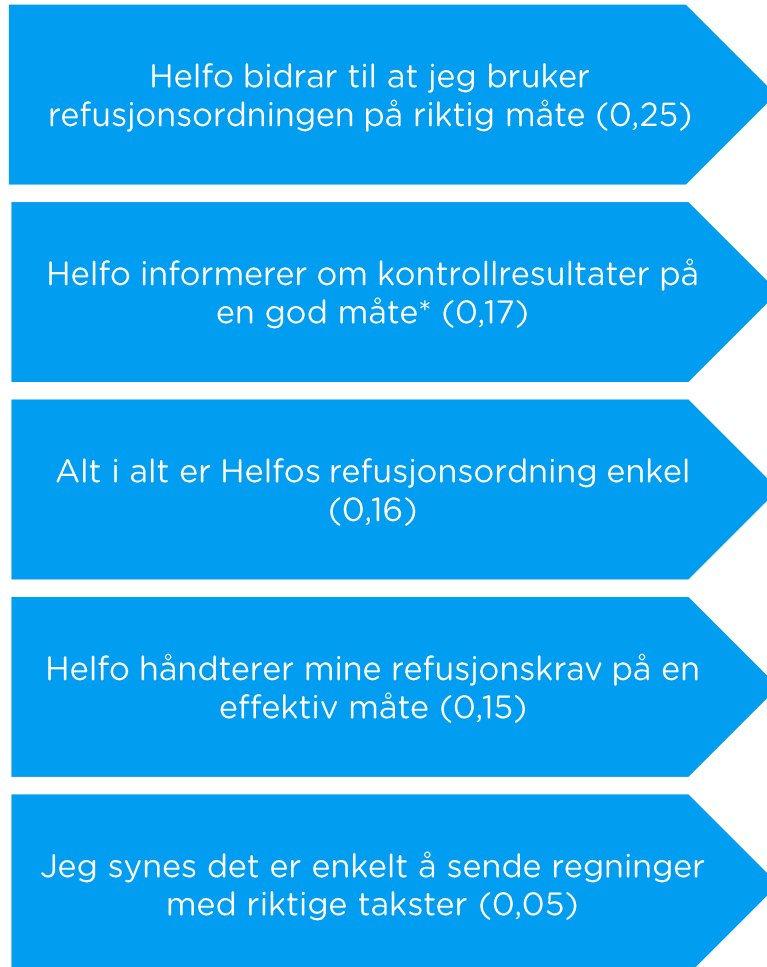 Helfo bidrar til at jeg bruker
refusjonsordningen på riktig måte (0,25)
Helfo informerer om kontrollresultater på
en god måte* (0,17)
Alt i alt er Helfos refusjonsordning enkel
(0,16)
Helfo håndterer mine refusjonskrav på en
effektiv måte (0,15)
Jeg synes det er enkelt å sende regninger
med riktige takster (0,05)